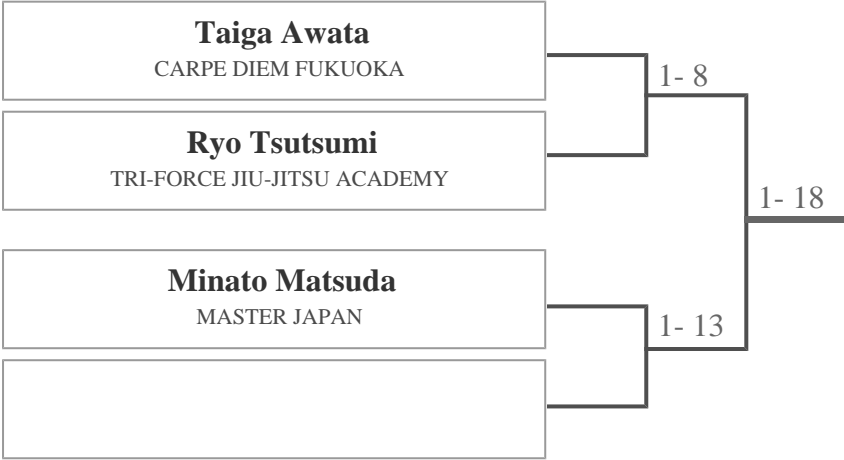 Taiga Awata
CARPE DIEM FUKUOKA
1- 8
Ryo Tsutsumi
TRI-FORCE JIU-JITSU ACADEMY
1- 18
Minato Matsuda
MASTER JAPAN
1- 13